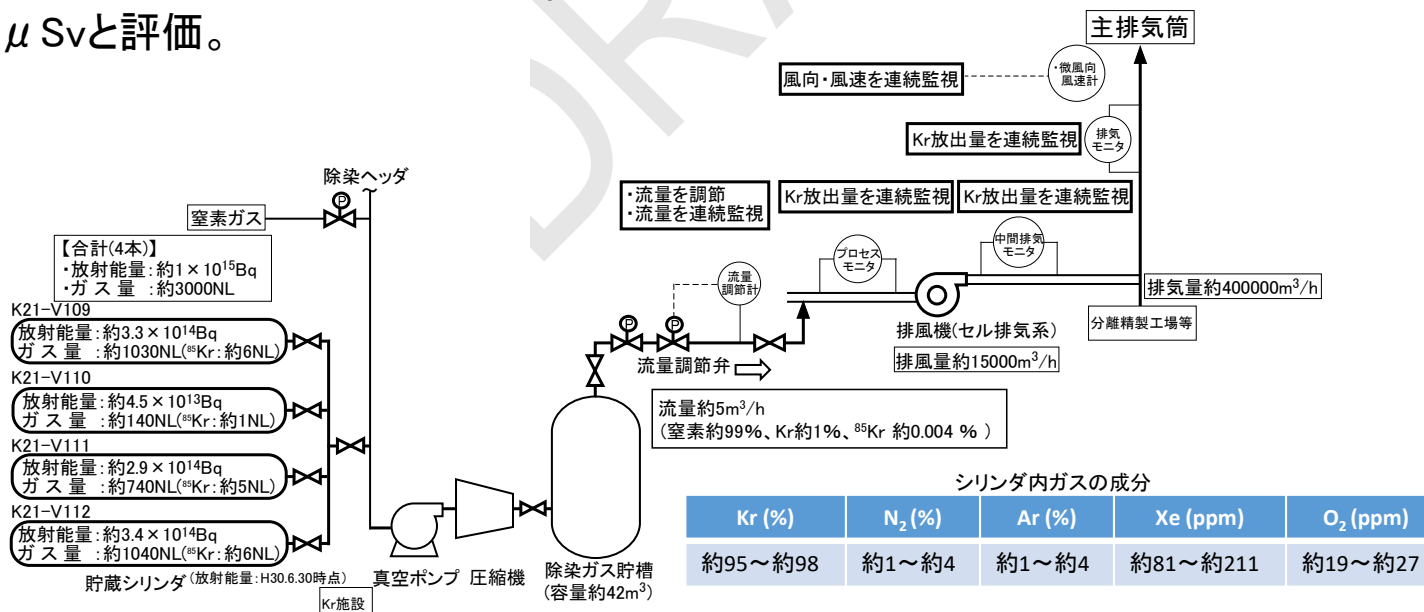 μSvと評価。
DRA
主排気筒
風向・風速を連続監視
・微風向
風速計
Kr放出量を連続監視
排気
モニタ
除染ヘッダ
P
窒素ガス
・流量を調節
・流量を連続監視
Kr放出量を連続監視
Kr放出量を連続監視
【合計(4本)】
・放射能量:約1×10¹⁵Bq
・ガス量 :約3000NL
プロセス
モニタ
中間排気
モニタ
流量
調節計
排気量約400000m³/h
K21-V109
放射能量:約3.3×10¹⁴Bq
ガス量 :約1030NL(⁸⁵Kr:約6NL)
P
P
排風機(セル排気系)
分離精製工場等
流量調節弁
排風量約15000m³/h
K21-V110
放射能量:約4.5×10¹³Bq
ガス量 :約140NL(⁸⁵Kr:約1NL)
流量約5m³/h
(窒素約99%、Kr約1%、⁸⁵Kr 約0.004 % )
K21-V111
放射能量:約2.9×10¹⁴Bq
ガス量 :約740NL(⁸⁵Kr:約5NL)
K21-V112
放射能量:約3.4×10¹⁴Bq
ガス量 :約1040NL(⁸⁵Kr:約6NL)
貯蔵シリンダ (放射能量:H30.6.30時点)
Kr施設
真空ポンプ 圧縮機
除染ガス貯槽
(容量約42m³)
シリンダ内ガスの成分
Kr (%) N₂ (%) Ar (%) Xe (ppm) O₂ (ppm)
約95～約98 約1～約4 約1～約4 約81～約211 約19～約27